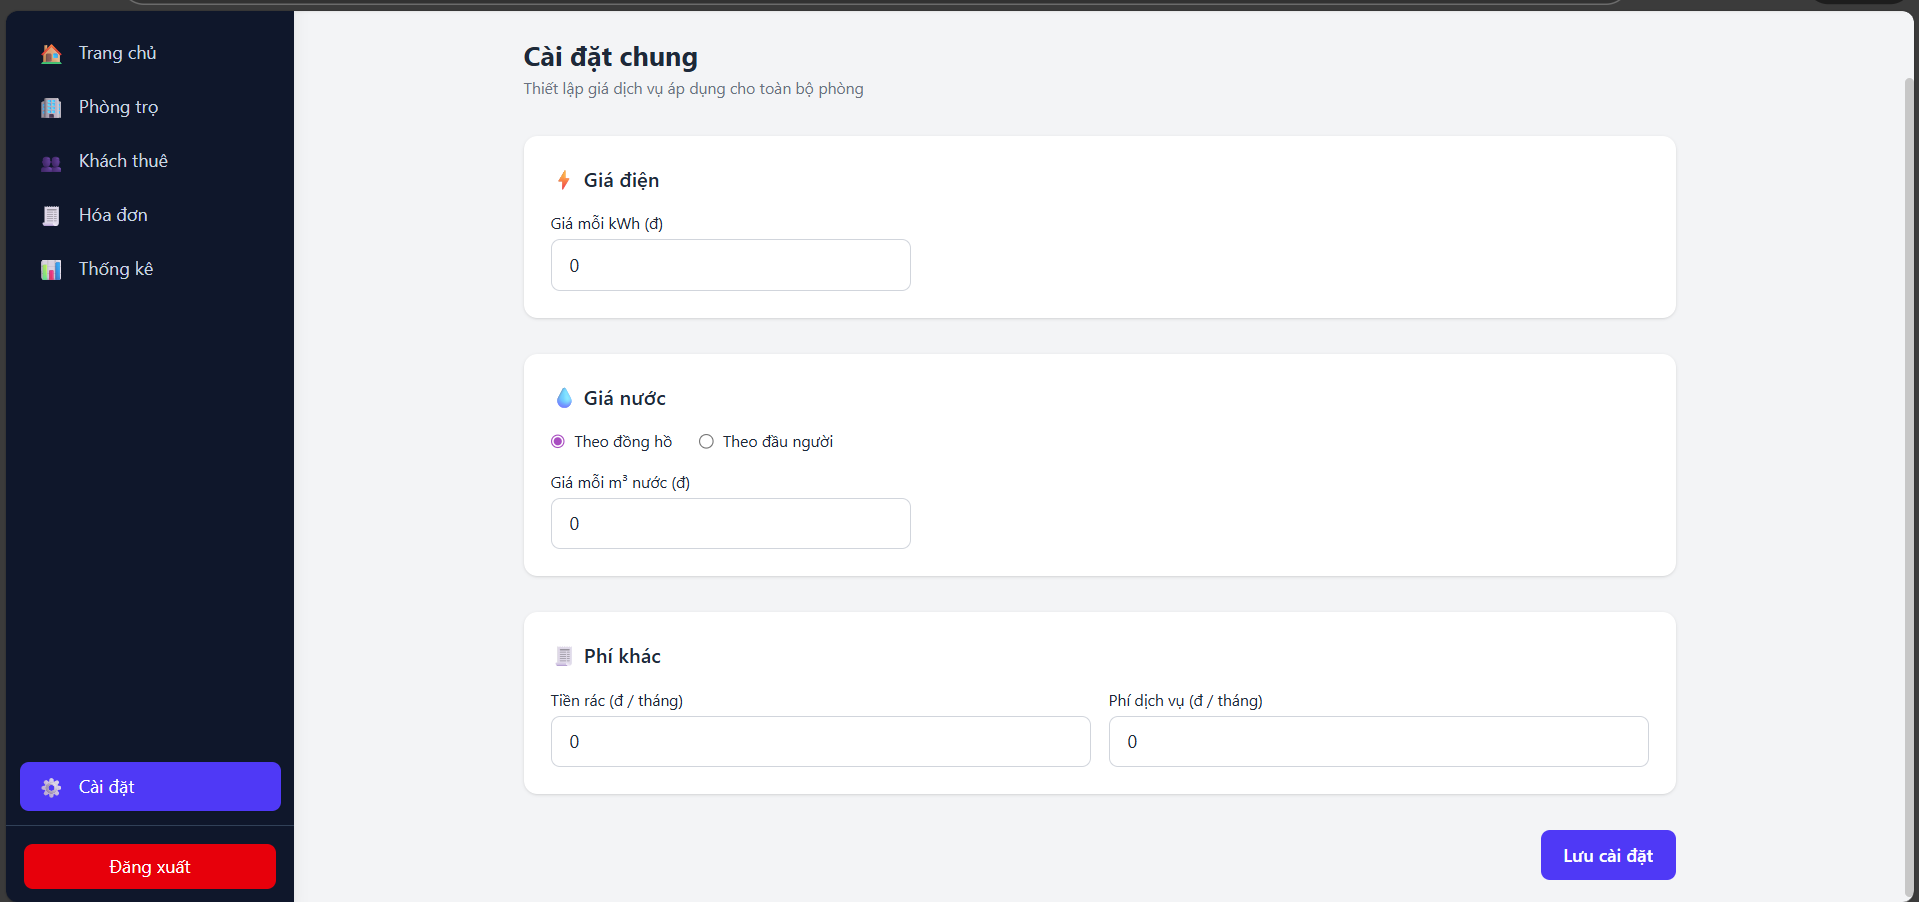 Trang chủ
Phòng trọ
Khách thuê
Hóa đơn
Thống kê
Cài đặt
Đăng xuất
Cài đặt chung
Thiết lập giá dịch vụ áp dụng cho toàn bộ phòng
Giá điện
Giá mỗi kWh (đ)
0
Giá nước
Theo đồng hồ Theo đầu người
Giá mỗi m³ nước (đ)
0
Phí khác
Tiền rác (đ / tháng) Phí dịch vụ (đ / tháng)
0 0
Lưu cài đặt